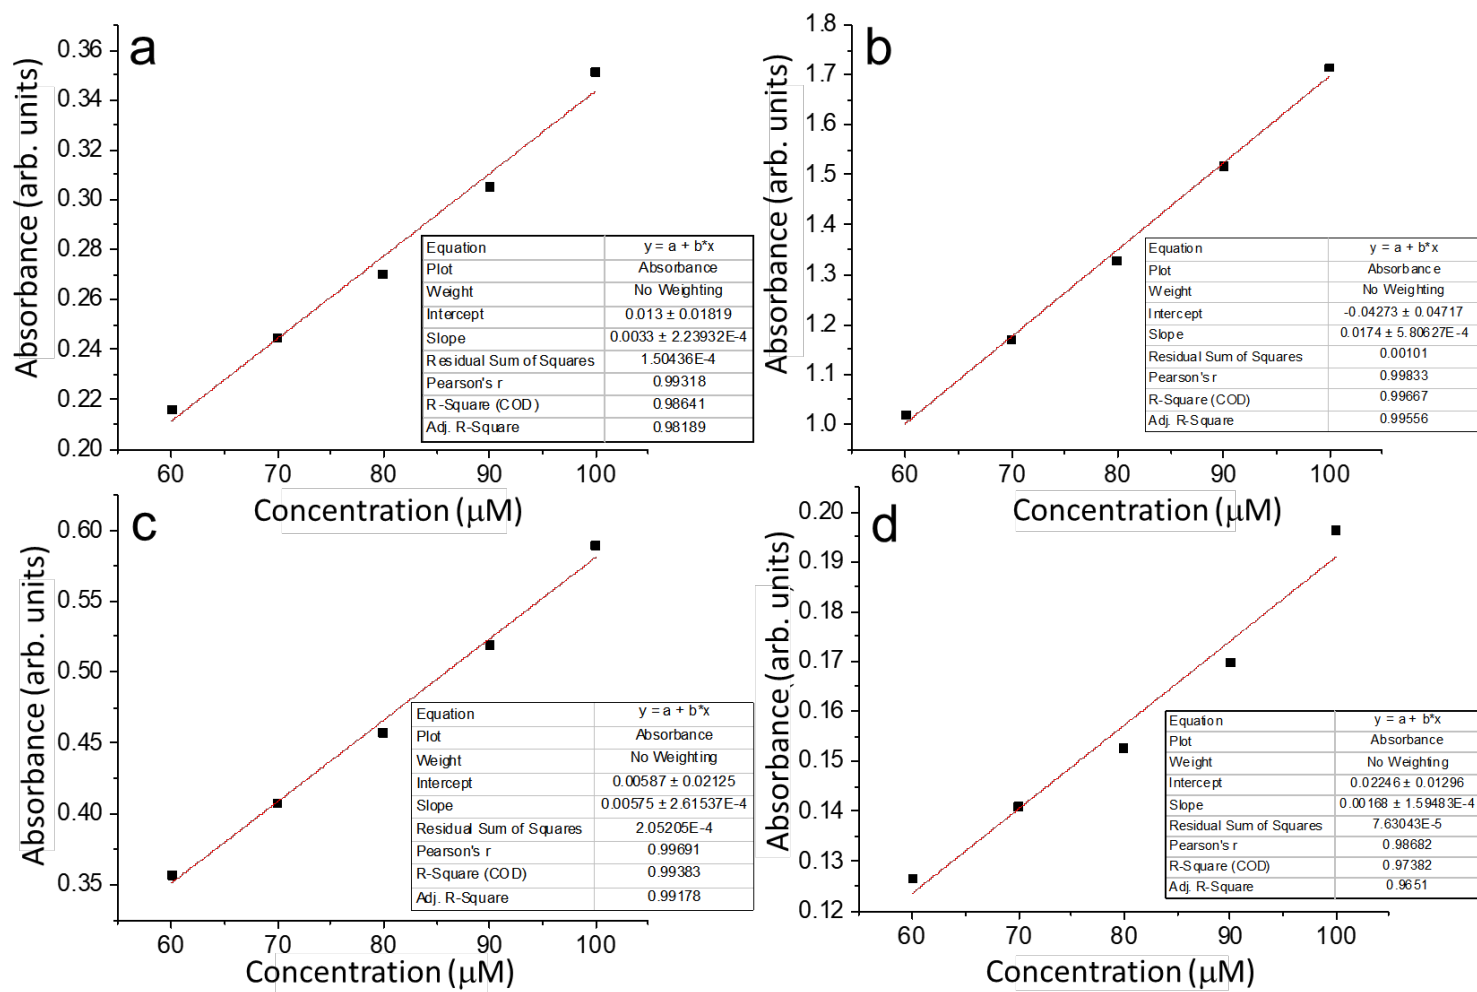 a
0.36
0.34
0.32
0.30
0.28
0.26
0.24
0.22
0.20
Absorbance (arb. units)
Equation y = a + b*x
Plot Absorbance
Weight No Weighting
Intercept 0.013 ± 0.01819
Slope 0.0033 ± 2.23932E-4
Residual Sum of Squares 1.50436E-4
Pearson's r 0.99318
R-Square (COD) 0.98641
Adj. R-Square 0.98189
60 70 80 90 100
Concentration (μM)
b
1.8
1.7
1.6
1.5
1.4
1.3
1.2
1.1
1.0
Absorbance (arb. units)
Equation y = a + b*x
Plot Absorbance
Weight No Weighting
Intercept -0.04273 ± 0.04717
Slope 0.0174 ± 5.80627E-4
Residual Sum of Squares 0.00101
Pearson's r 0.99833
R-Square (COD) 0.99667
Adj. R-Square 0.99556
60 70 80 90 100
Concentration (μM)
c
0.60
0.55
0.50
0.45
0.40
0.35
Absorbance (arb. units)
Equation y = a + b*x
Plot Absorbance
Weight No Weighting
Intercept 0.00587 ± 0.02125
Slope 0.00575 ± 2.61537E-4
Residual Sum of Squares 2.05205E-4
Pearson's r 0.99691
R-Square (COD) 0.99383
Adj. R-Square 0.99178
60 70 80 90 100
Concentration (μM)
d
0.20
0.19
0.18
0.17
0.16
0.15
0.14
0.13
0.12
Absorbance (arb. units)
Equation y = a + b*x
Plot Absorbance
Weight No Weighting
Intercept 0.02246 ± 0.01296
Slope 0.00168 ± 1.59483E-4
Residual Sum of Squares 7.63043E-5
Pearson's r 0.98682
R-Square (COD) 0.97382
Adj. R-Square 0.9651
60 70 80 90 100
Concentration (μM)